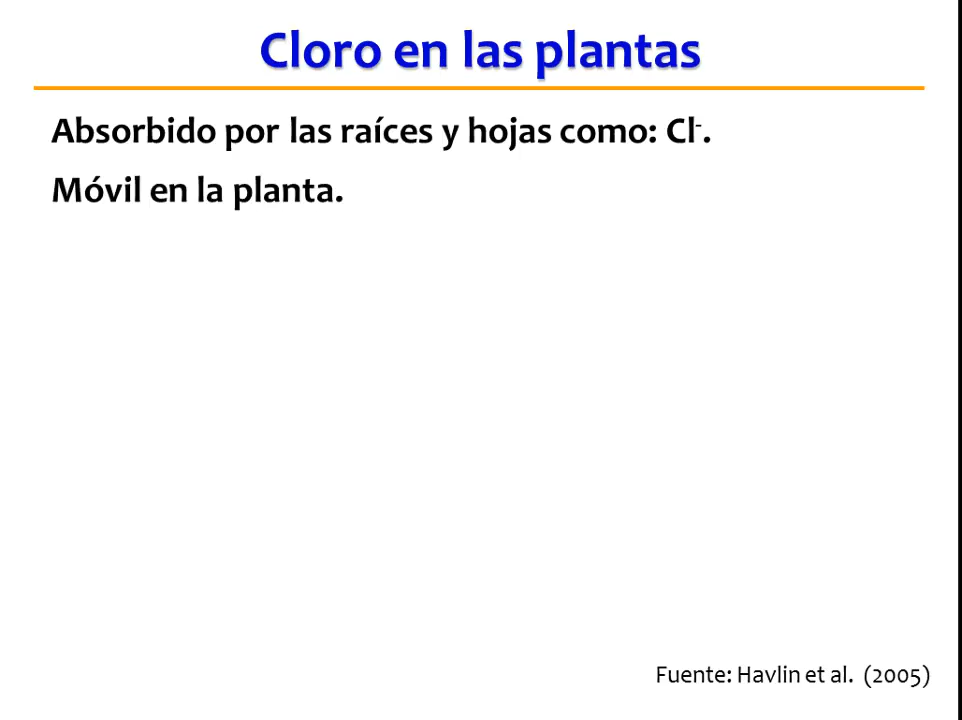 Cloro en las plantas
Absorbido por las raíces y hojas como: Cl⁻.
Móvil en la planta.
Fuente: Havlin et al. (2005)